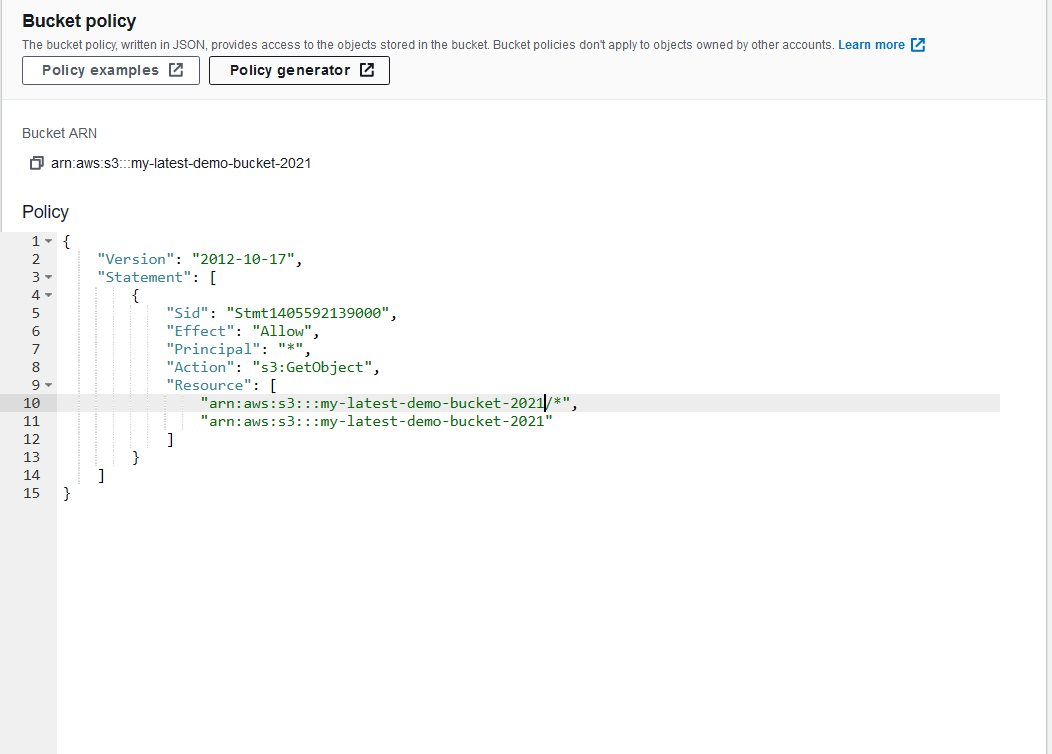 Bucket policy
The bucket policy, written in JSON, provides access to the objects stored in the bucket. Bucket policies don't apply to objects owned by other accounts. Learn more
Policy examples Policy generator
Bucket ARN
arn:aws:s3:::my-latest-demo-bucket-2021
Policy
1 {
2     "Version": "2012-10-17",
3     "Statement": [
4         {
5             "Sid": "Stmt1405592139000",
6             "Effect": "Allow",
7             "Principal": "*",
8             "Action": "s3:GetObject",
9             "Resource": [
10                 "arn:aws:s3:::my-latest-demo-bucket-2021/*",
11                 "arn:aws:s3:::my-latest-demo-bucket-2021"
12             ]
13         }
14     ]
15 }